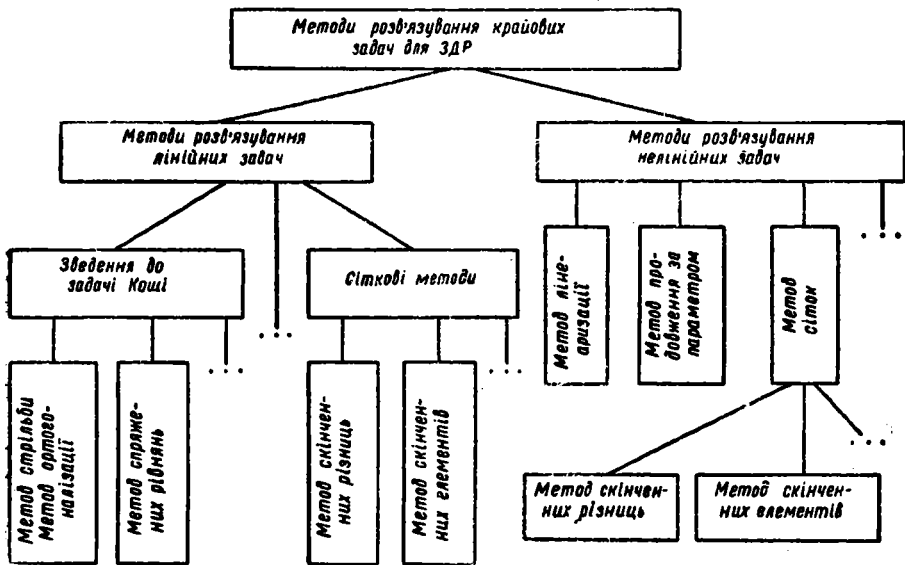 Методи розв'язування крайових
задач для ЗДР
Методи розв'язування
лінійних задач
Методи розв'язування
нелінійних задач
Зведення до
задачі Коші
Сіткові методи
. . .
. . .
. . .
. . .
Метод стрільби
Метод ортого-
налізації
Метод спряже-
них рівнянь
Метод скінчен-
них різниць
Метод скінчен-
них елементів
Метод ліне-
аризації
Метод про-
довження за
параметром
Метод
сіток
. . .
Метод скінчен-
них різниць
Метод скінчен-
них елементів